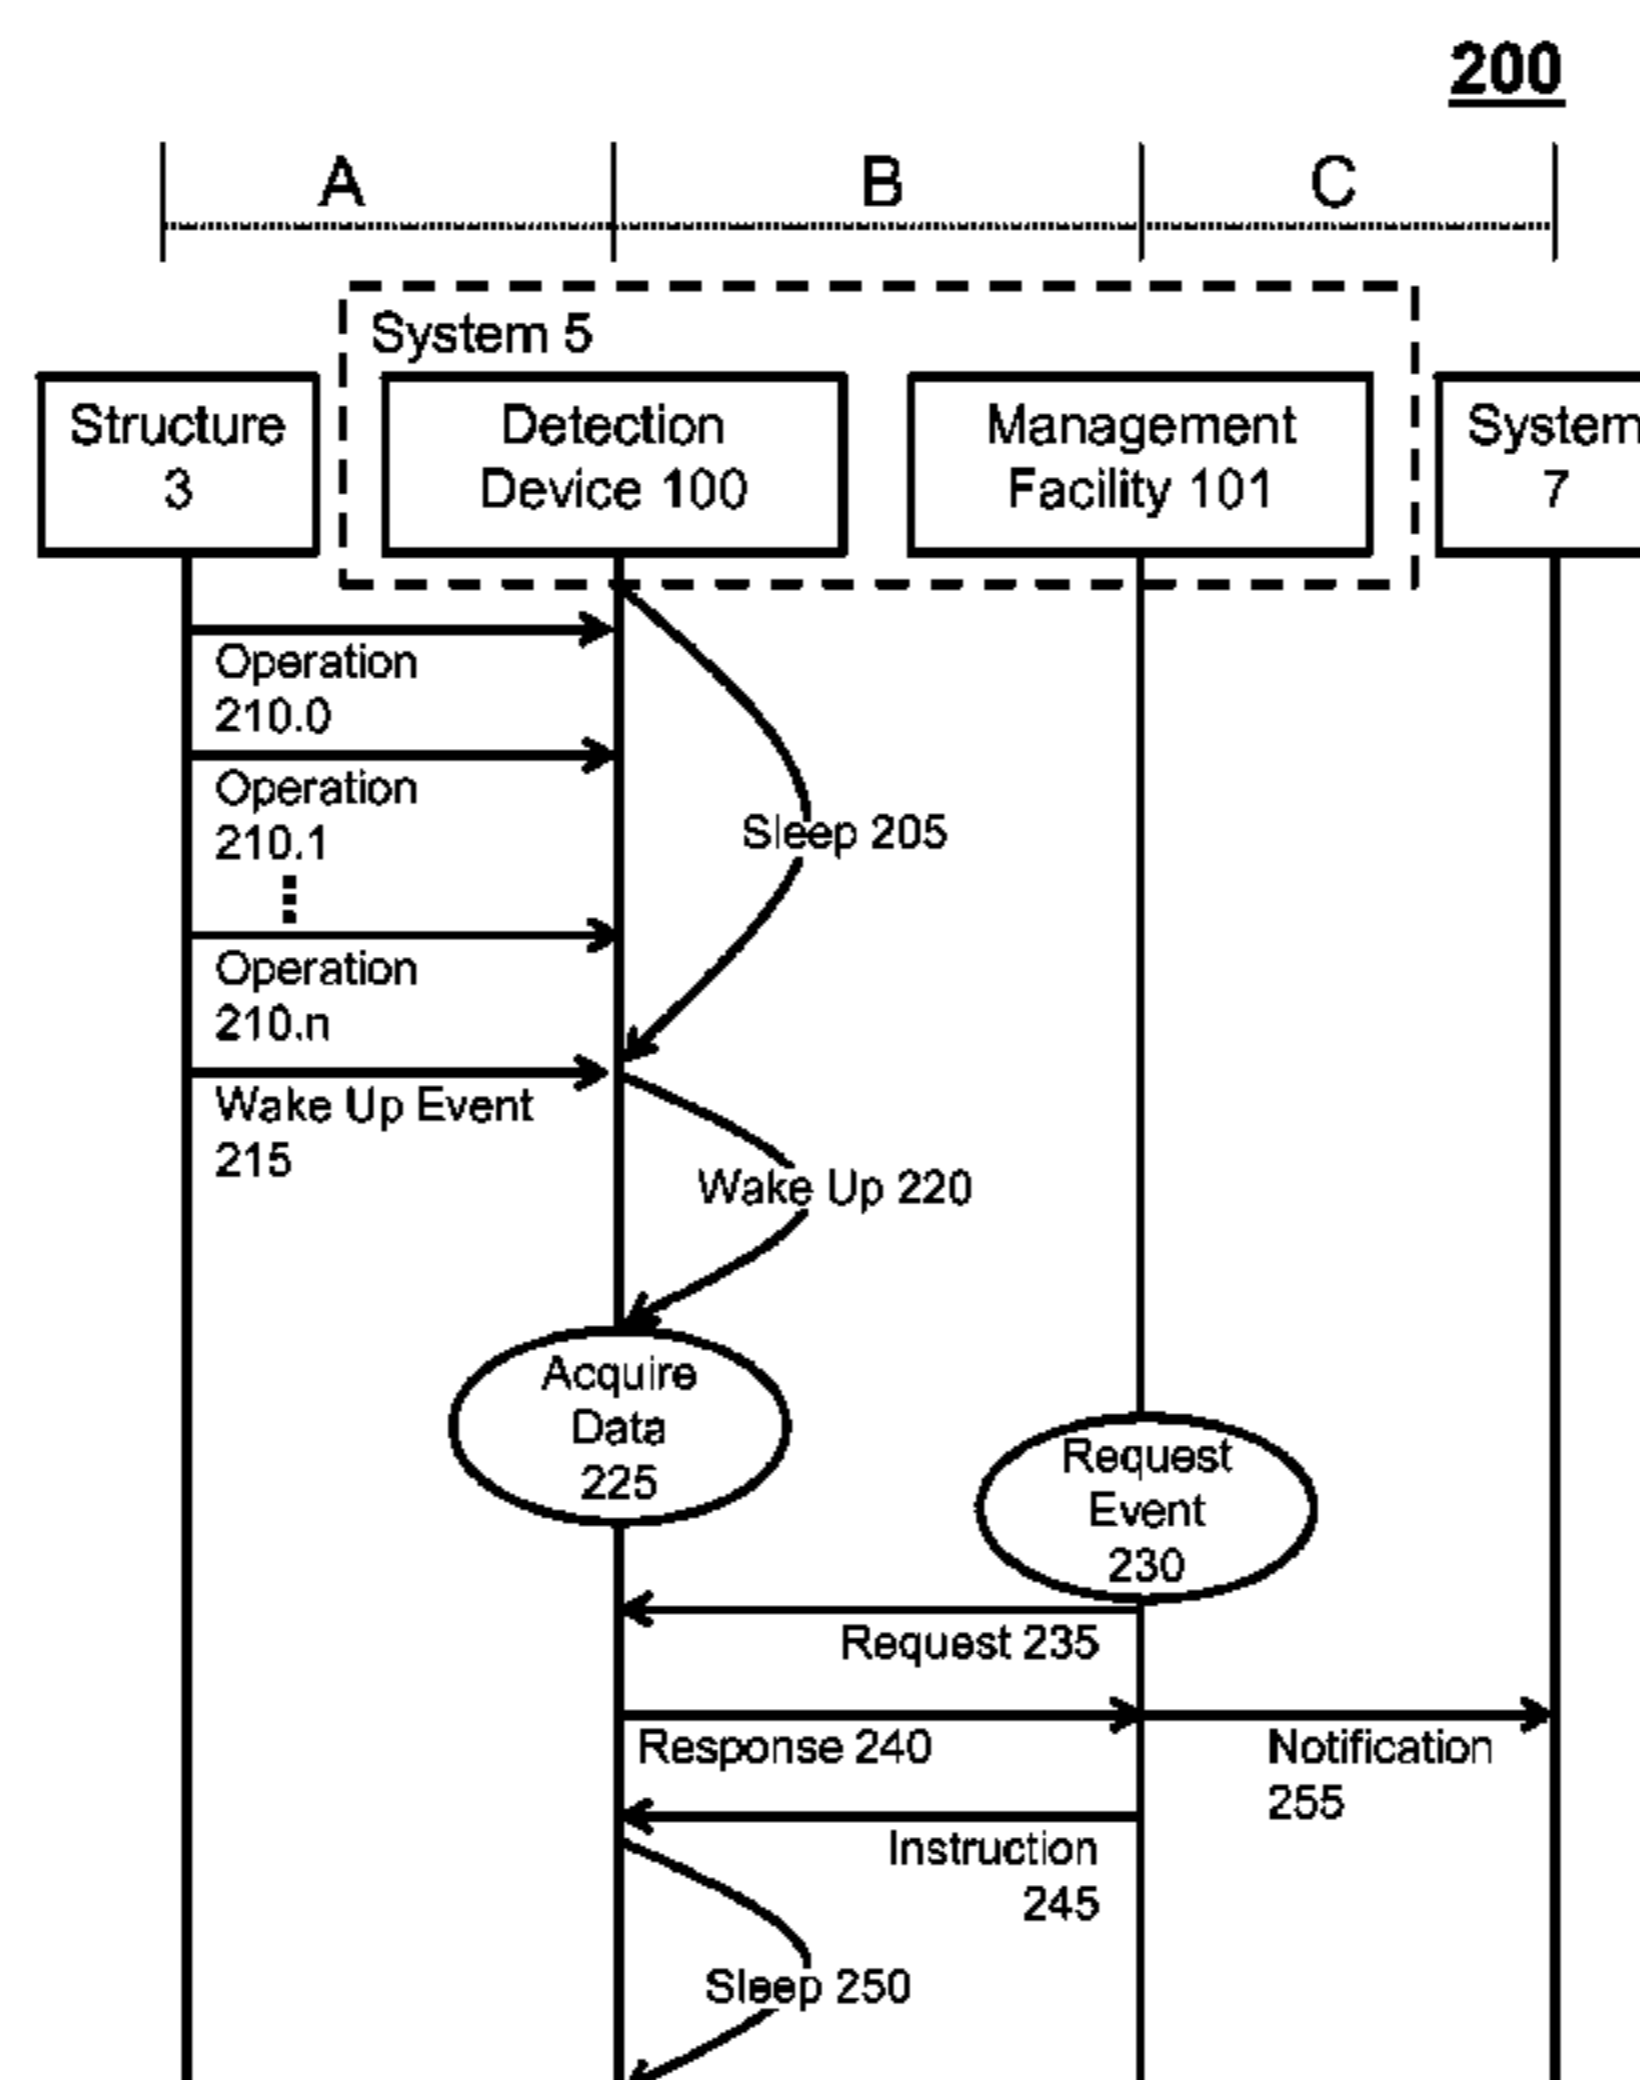 200
A B C
System 5
Structure
3
Detection
Device 100
Management
Facility 101
System
7
Operation
210.0
Operation
210.1
Sleep 205
Operation
210.n
Wake Up Event
215
Wake Up 220
Acquire
Data
225
Request
Event
230
Request 235
Response 240
Notification
255
Instruction
245
Sleep 250